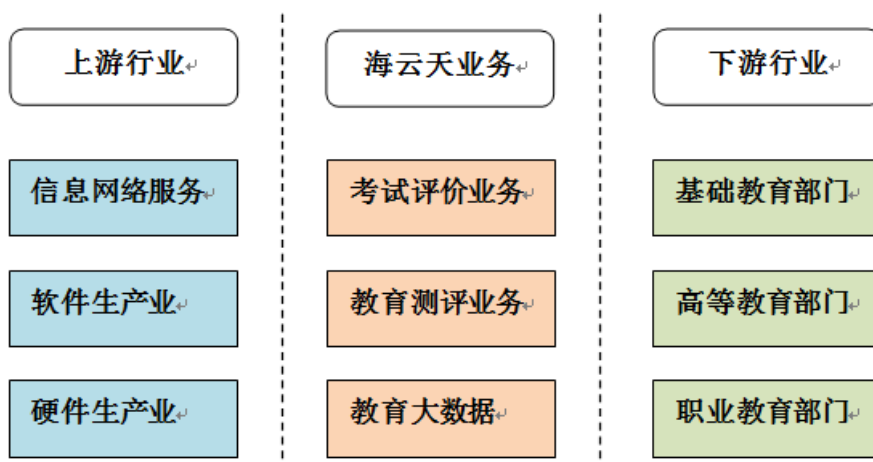 上游行业
海云天业务
下游行业
信息网络服务
考试评价业务
基础教育部门
软件生产业
教育测评业务
高等教育部门
硬件生产业
教育大数据
职业教育部门